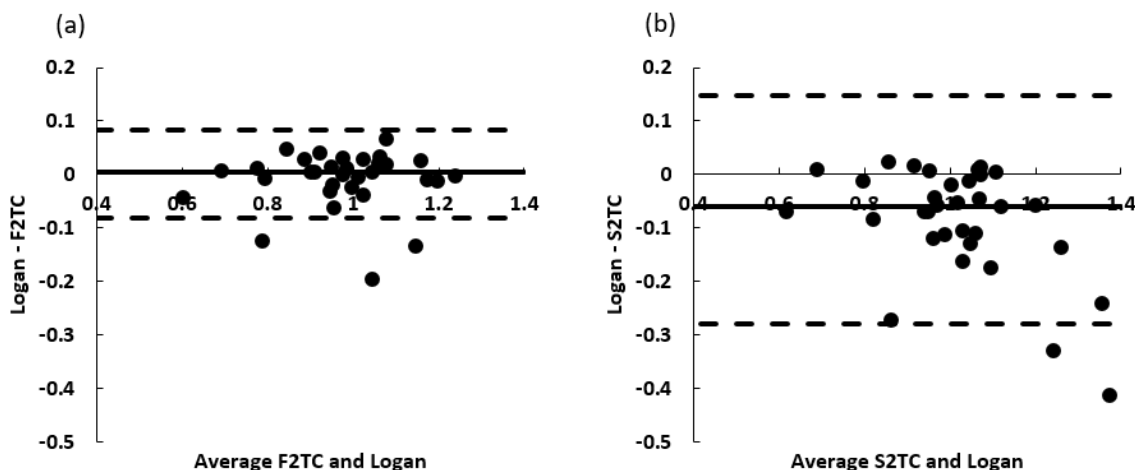 (a)
0.2
0.1
0
-0.1
-0.2
-0.3
-0.4
-0.5
0.4 0.6 0.8 1 1.2 1.4
Logan - F2TC
Average F2TC and Logan
(b)
0.2
0.1
0
-0.1
-0.2
-0.3
-0.4
-0.5
0.4 0.6 0.8 1 1.2 1.4
Logan - S2TC
Average S2TC and Logan